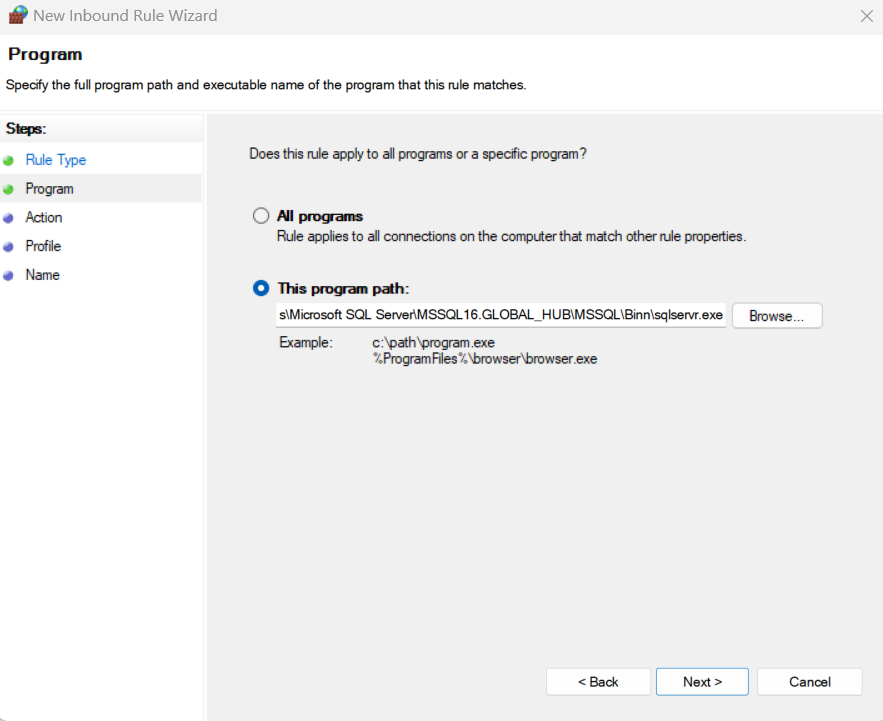 New Inbound Rule Wizard
Program
Specify the full program path and executable name of the program that this rule matches.
Steps:
Rule Type
Program
Action
Profile
Name
Does this rule apply to all programs or a specific program?
All programs
Rule applies to all connections on the computer that match other rule properties.
This program path:
s\Microsoft SQL Server\MSSQL16.GLOBAL_HUB\MSSQL\Binn\sqlservr.exe
Browse...
Example: c:\path\program.exe
%ProgramFiles%\browser\browser.exe
< Back Next > Cancel